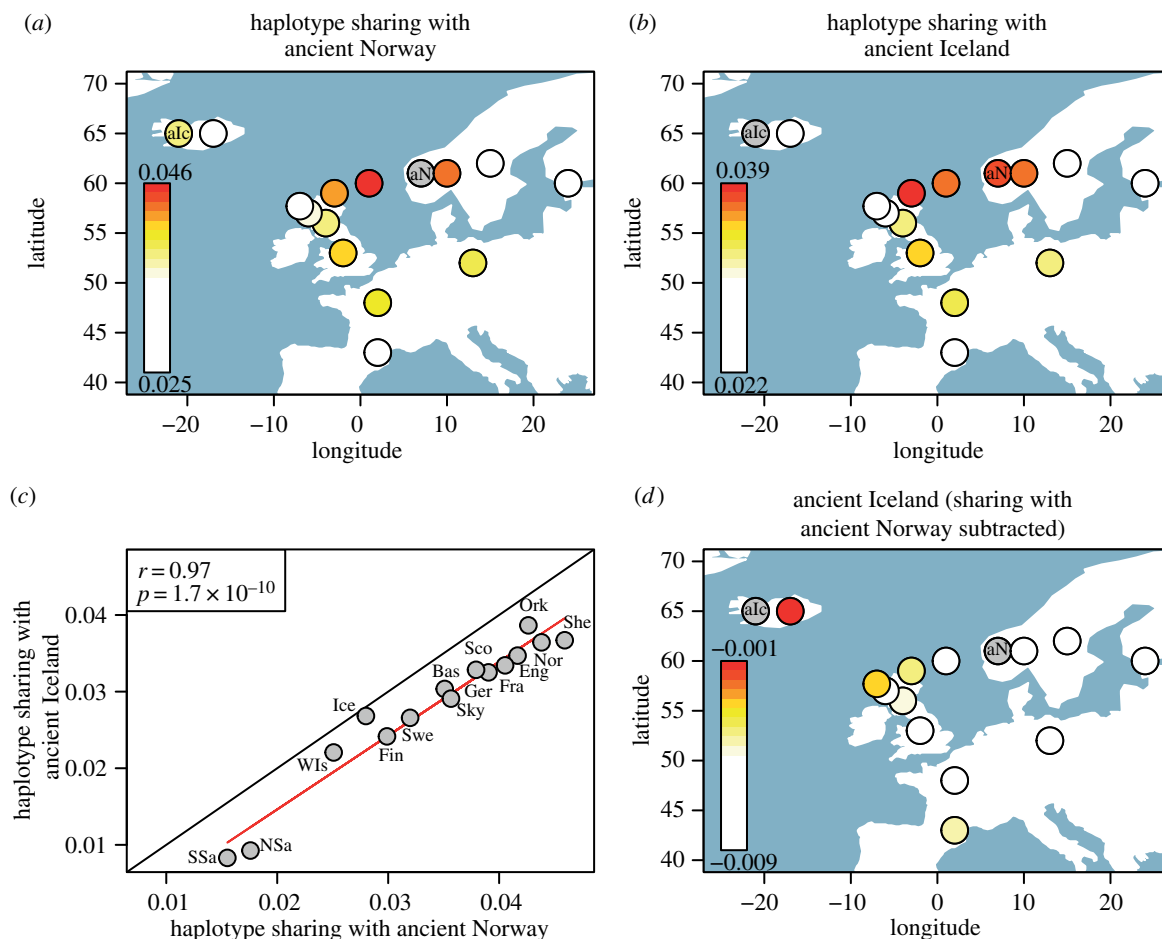 (a)
haplotype sharing with
ancient Norway
70
65
60
55
50
45
40
latitude
aIc
aN
0.046
0.025
−20
−10
0
10
20
longitude
(b)
haplotype sharing with
ancient Iceland
70
65
60
55
50
45
40
latitude
aIc
aN
0.039
0.022
−20
−10
0
10
20
longitude
(c)
r = 0.97
p = 1.7 × 10−10
haplotype sharing with
ancient Iceland
0.04
0.03
0.02
0.01
Ork
She
Sco
Nor
Eng
Bas
Ger
Fra
Sky
Ice
Swe
Fin
WIs
NSa
SSa
0.01
0.02
0.03
0.04
haplotype sharing with ancient Norway
(d)
ancient Iceland (sharing with
ancient Norway subtracted)
70
65
60
55
50
45
40
latitude
aIc
aN
−0.001
−0.009
−20
−10
0
10
20
longitude